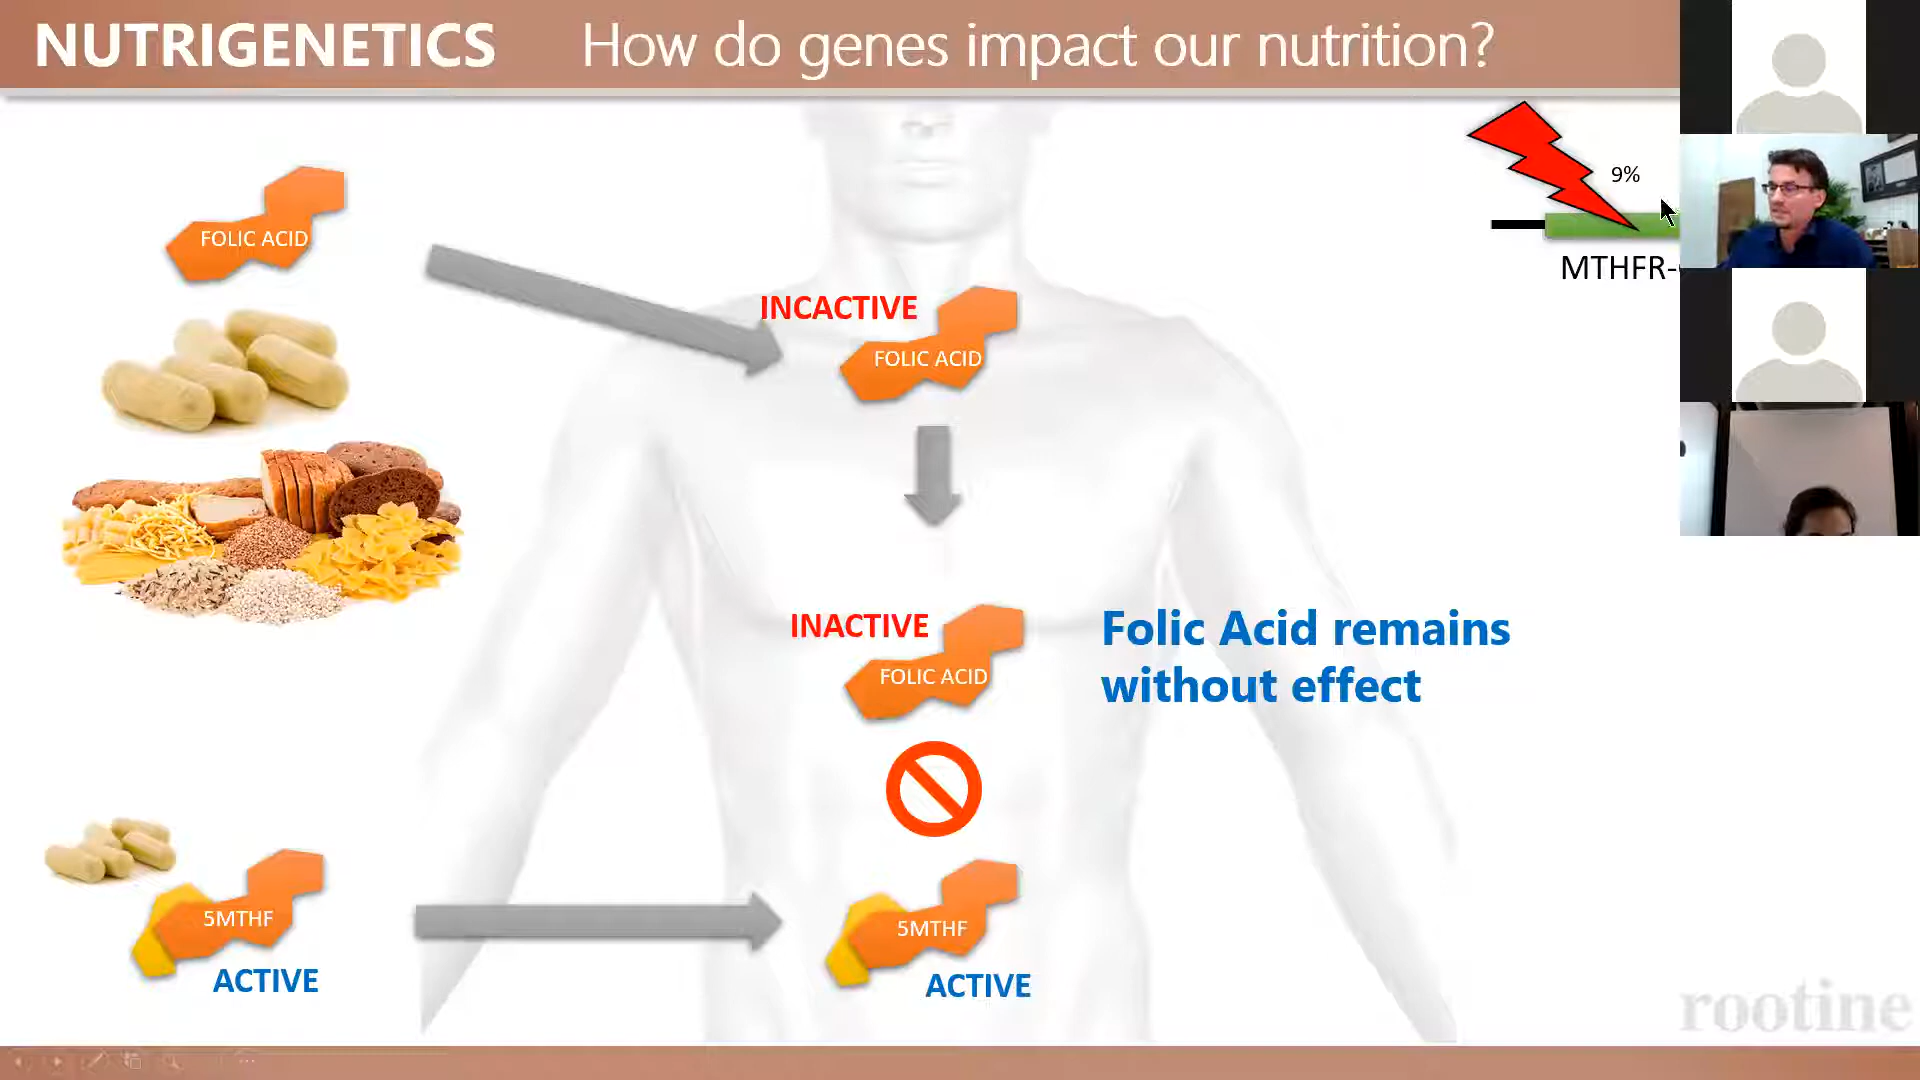 NUTRIGENETICS How do genes impact our nutrition?
9%
MTHFR-
FOLIC ACID
INCACTIVE
FOLIC ACID
INACTIVE
FOLIC ACID
Folic Acid remains
without effect
5MTHF
ACTIVE
5MTHF
ACTIVE
rootine